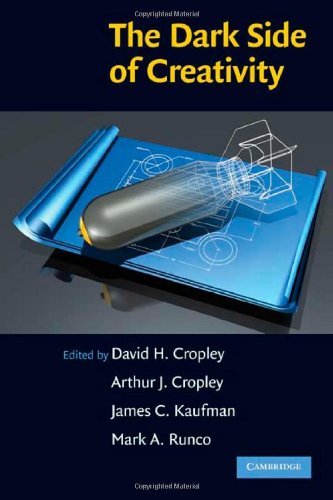 The Dark Side
of Creativity
Edited by David H. Cropley
Arthur J. Cropley
James C. Kaufman
Mark A. Runco
CAMBRIDGE